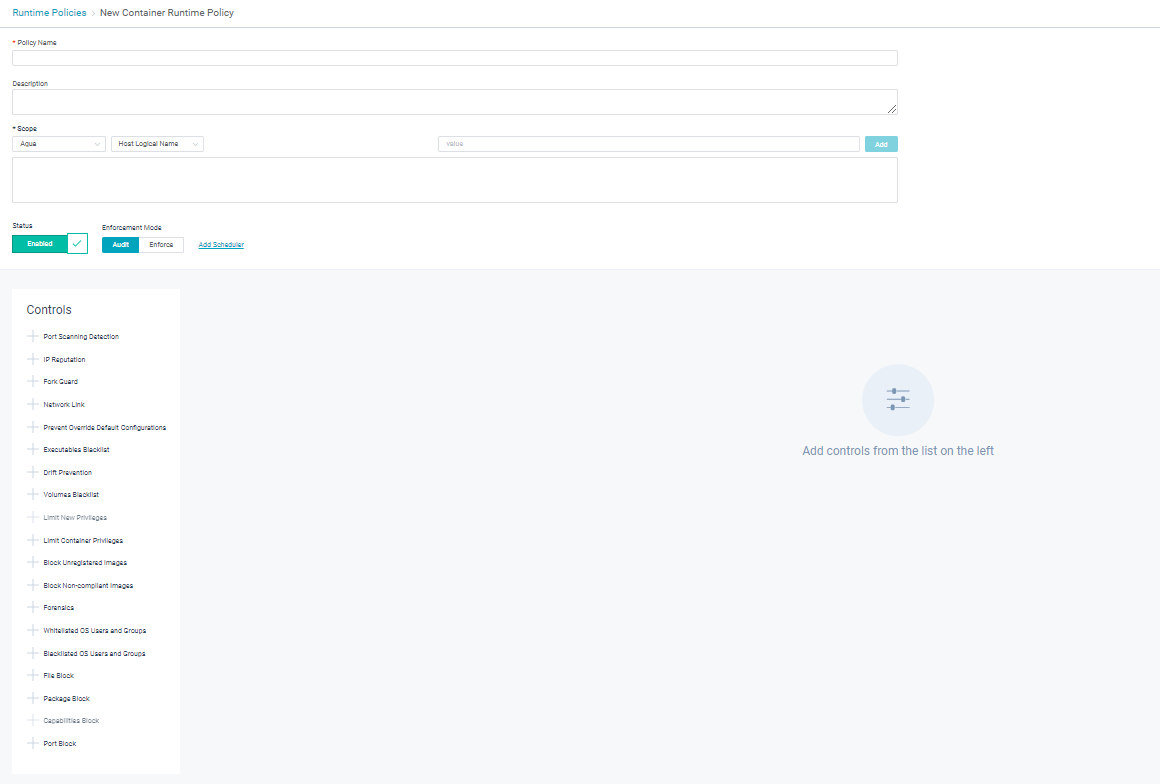 Runtime Policies › New Container Runtime Policy
* Policy Name
Description
* Scope
Aqua Host Logical Name value Add
Status
Enforcement Mode
Enabled Audit Enforce Add Scheduler
Controls
Port Scanning Detection
IP Reputation
Fork Guard
Network Link
Prevent Override Default Configurations
Executables Blacklist
Drift Prevention
Volumes Blacklist
Limit New Privileges
Limit Container Privileges
Block Unregistered Images
Block Non-compliant Images
Forensics
Whitelisted OS Users and Groups
Blacklisted OS Users and Groups
File Block
Package Block
Capabilities Block
Port Block
Add controls from the list on the left